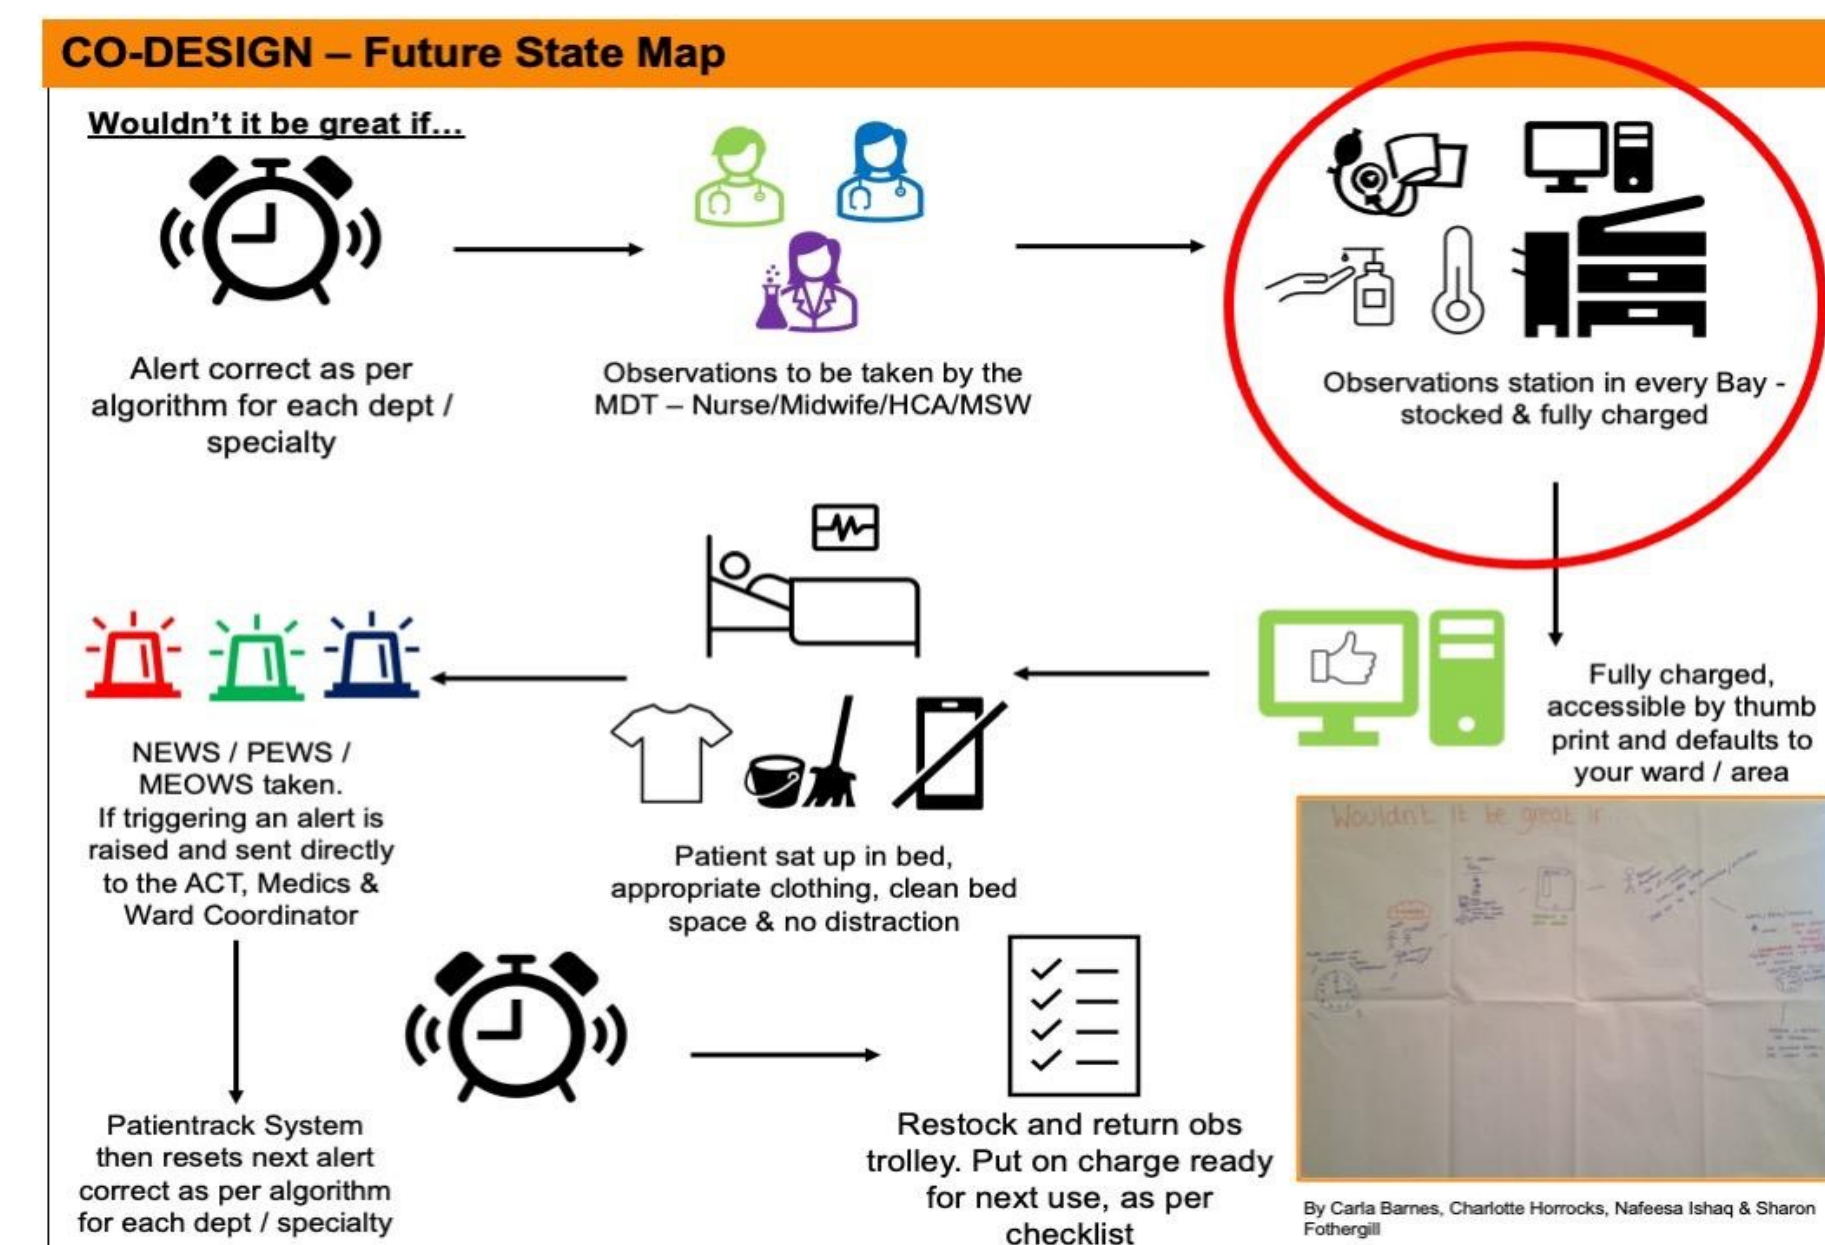 CO-DESIGN – Future State Map
Wouldn't it be great if...
Alert correct as per
algorithm for each dept /
specialty
Observations to be taken by the
MDT – Nurse/Midwife/HCA/MSW
Observations station in every Bay -
stocked & fully charged
Fully charged,
accessible by thumb
print and defaults to
your ward / area
Patient sat up in bed,
appropriate clothing, clean bed
space & no distraction
NEWS / PEWS /
MEOWS taken.
If triggering an alert is
raised and sent directly
to the ACT, Medics &
Ward Coordinator
Patientrack System
then resets next alert
correct as per algorithm
for each dept / specialty
Restock and return obs
trolley. Put on charge ready
for next use, as per
checklist
Wouldn't it be great if
By Carla Barnes, Charlotte Horrocks, Nafeesa Ishaq & Sharon
Fothergill